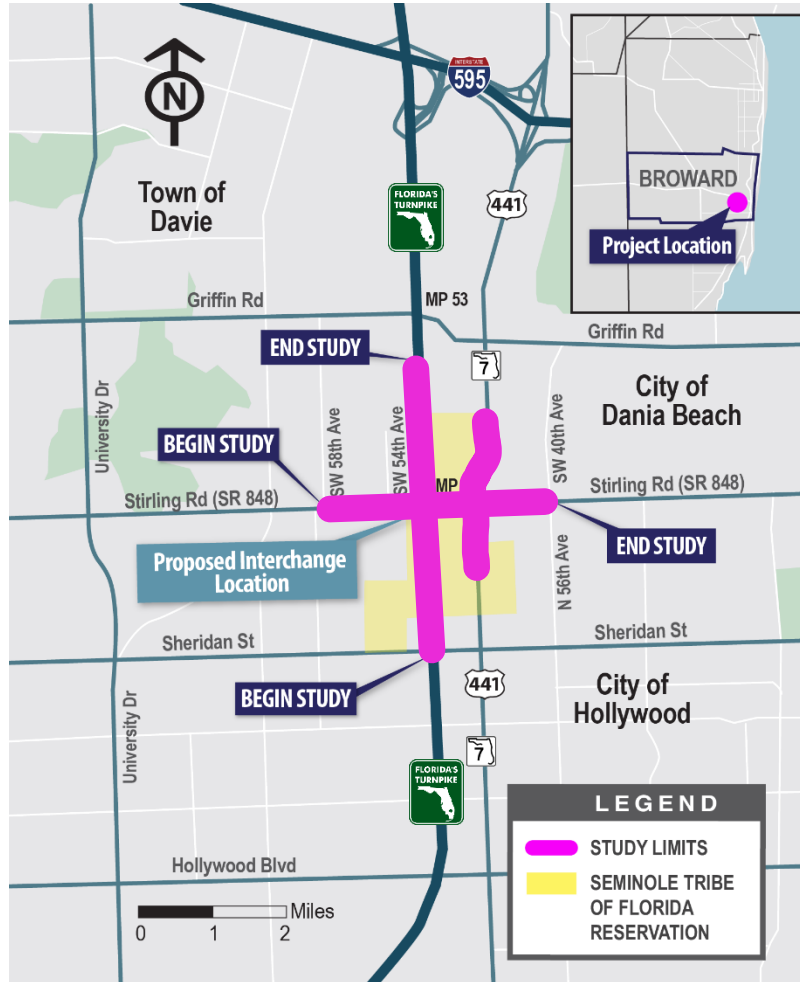 INTERSTATE
595
N
Town of
Davie
FLORIDA'S
TURNPIKE
441
BROWARD
Project Location
Griffin Rd
MP 53
Griffin Rd
END STUDY
7
City of
Dania Beach
University Dr
BEGIN STUDY
SW 58th Ave
SW 54th Ave
SW 40th Ave
MP
Stirling Rd (SR 848)
Stirling Rd (SR 848)
Proposed Interchange
Location
END STUDY
N 56th Ave
Sheridan St
Sheridan St
BEGIN STUDY
441
City of
Hollywood
University Dr
7
FLORIDA'S
TURNPIKE
LEGEND
STUDY LIMITS
SEMINOLE TRIBE
OF FLORIDA
RESERVATION
Hollywood Blvd
Miles
0 1 2